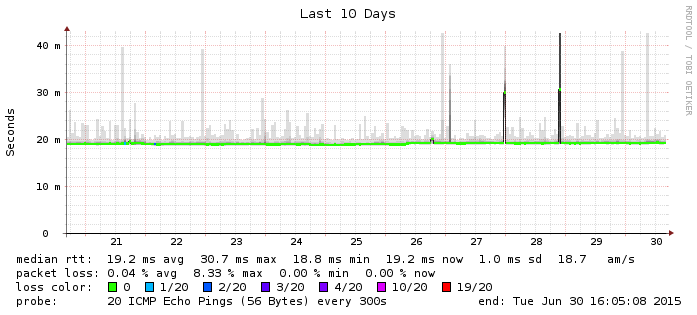 Last 10 Days
RRDTOOL / TOBI OETIKER
Seconds
40 m
30 m
20 m
10 m
0
21 22 23 24 25 26 27 28 29 30
median rtt: 19.2 ms avg 30.7 ms max 18.8 ms min 19.2 ms now 1.0 ms sd 18.7 am/s
packet loss: 0.04 % avg 8.33 % max 0.00 % min 0.00 % now
loss color: 0 1/20 2/20 3/20 4/20 10/20 19/20
probe: 20 ICMP Echo Pings (56 Bytes) every 300s end: Tue Jun 30 16:05:08 2015